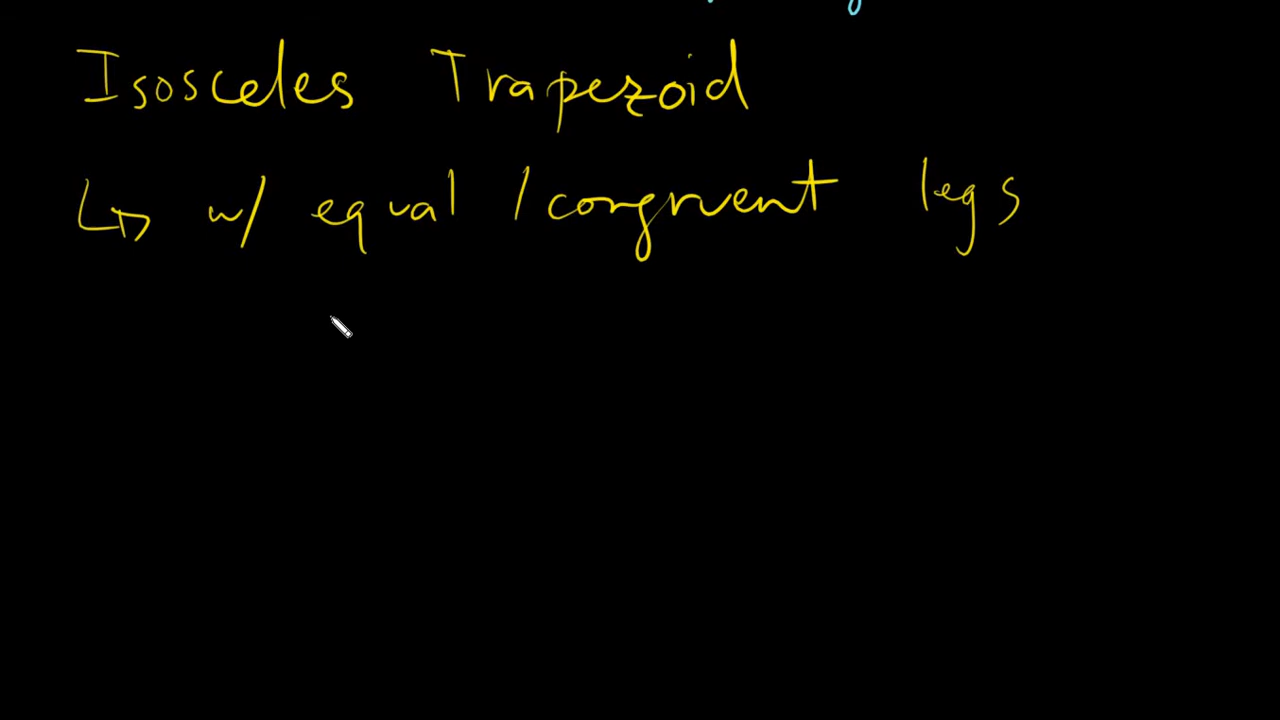 Isosceles Trapezoid
↳ w/ equal / congruent legs